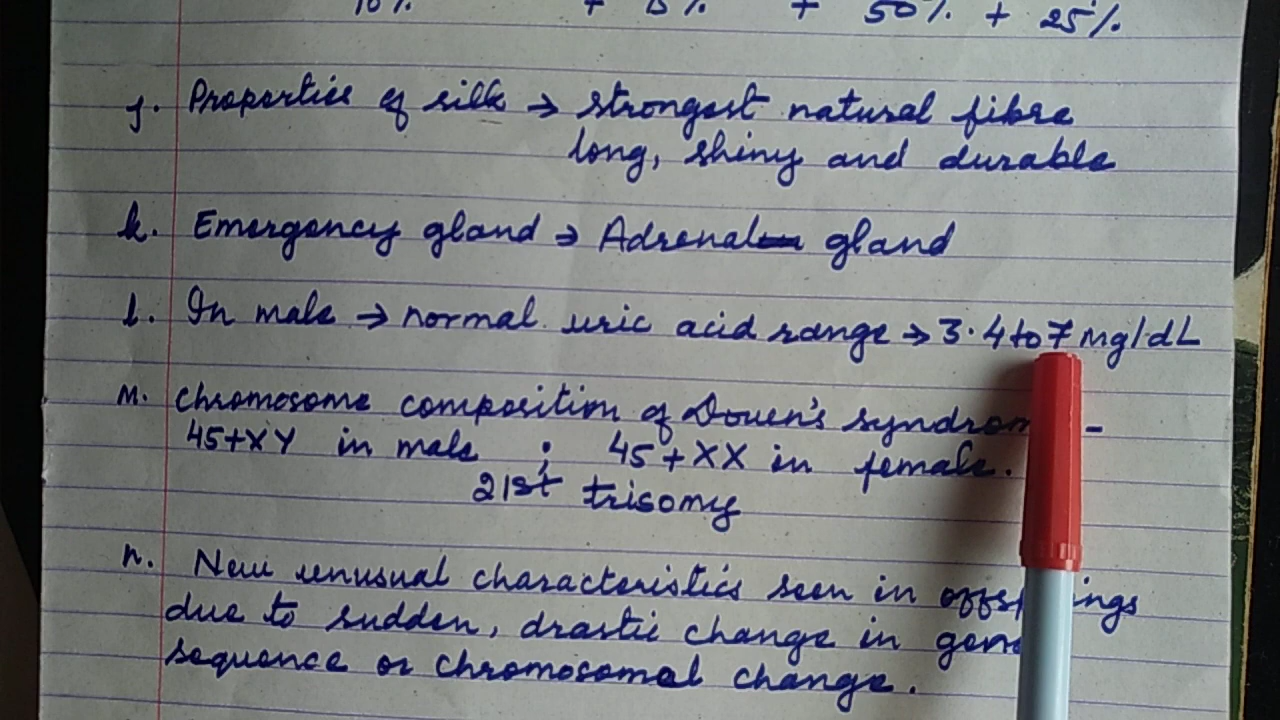 10% + 15% + 50% + 25%
j. Properties of silk → strongest natural fibre
long, shiny and durable
k. Emergency gland → Adrenal gland
l. In male → normal uric acid range → 3.4 to 7 mg/dL
m. Chromosome composition of Down's syndrome -
45+XY in male ; 45+XX in female.
21st trisomy
n. New unusual characteristics seen in offsprings
due to sudden, drastic change in gene
sequence or chromosomal change.